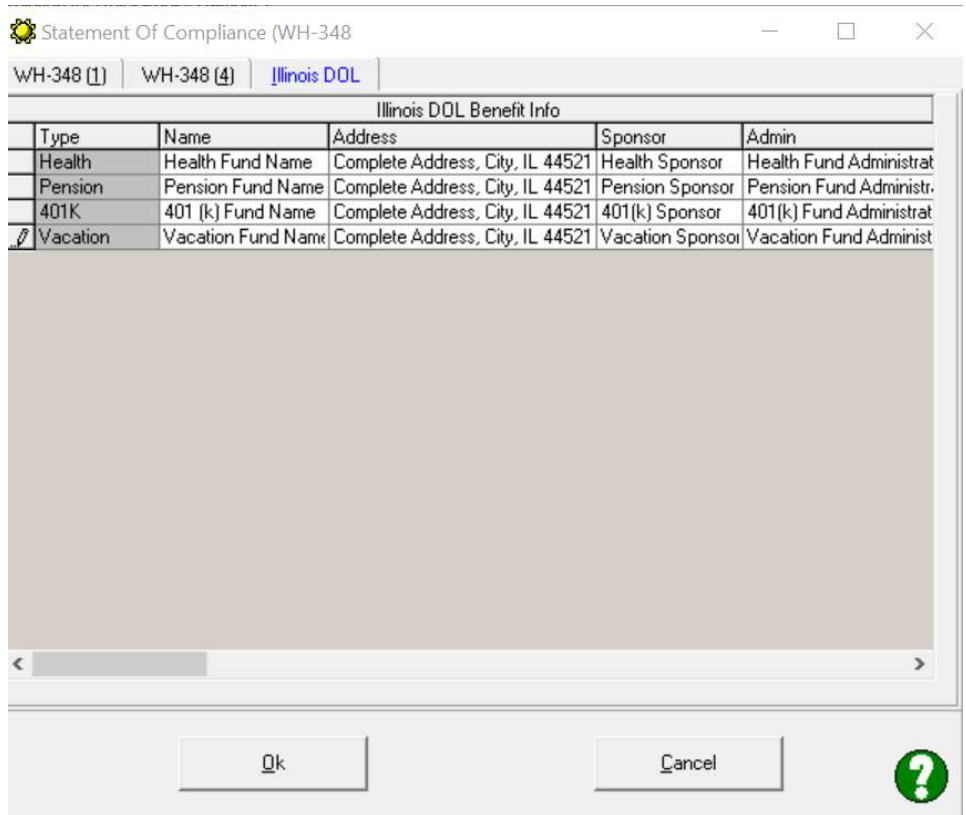 Statement Of Compliance (WH-348
WH-348 (1) WH-348 (4) Illinois DOL
Illinois DOL Benefit Info
Type Name Address Sponsor Admin
Health Health Fund Name Complete Address, City, IL 44521 Health Sponsor Health Fund Administrat
Pension Pension Fund Name Complete Address, City, IL 44521 Pension Sponsor Pension Fund Administr
401K 401 (k) Fund Name Complete Address, City, IL 44521 401(k) Sponsor 401(k) Fund Administrat
Vacation Vacation Fund Name Complete Address, City, IL 44521 Vacation Sponsor Vacation Fund Administ
Ok Cancel